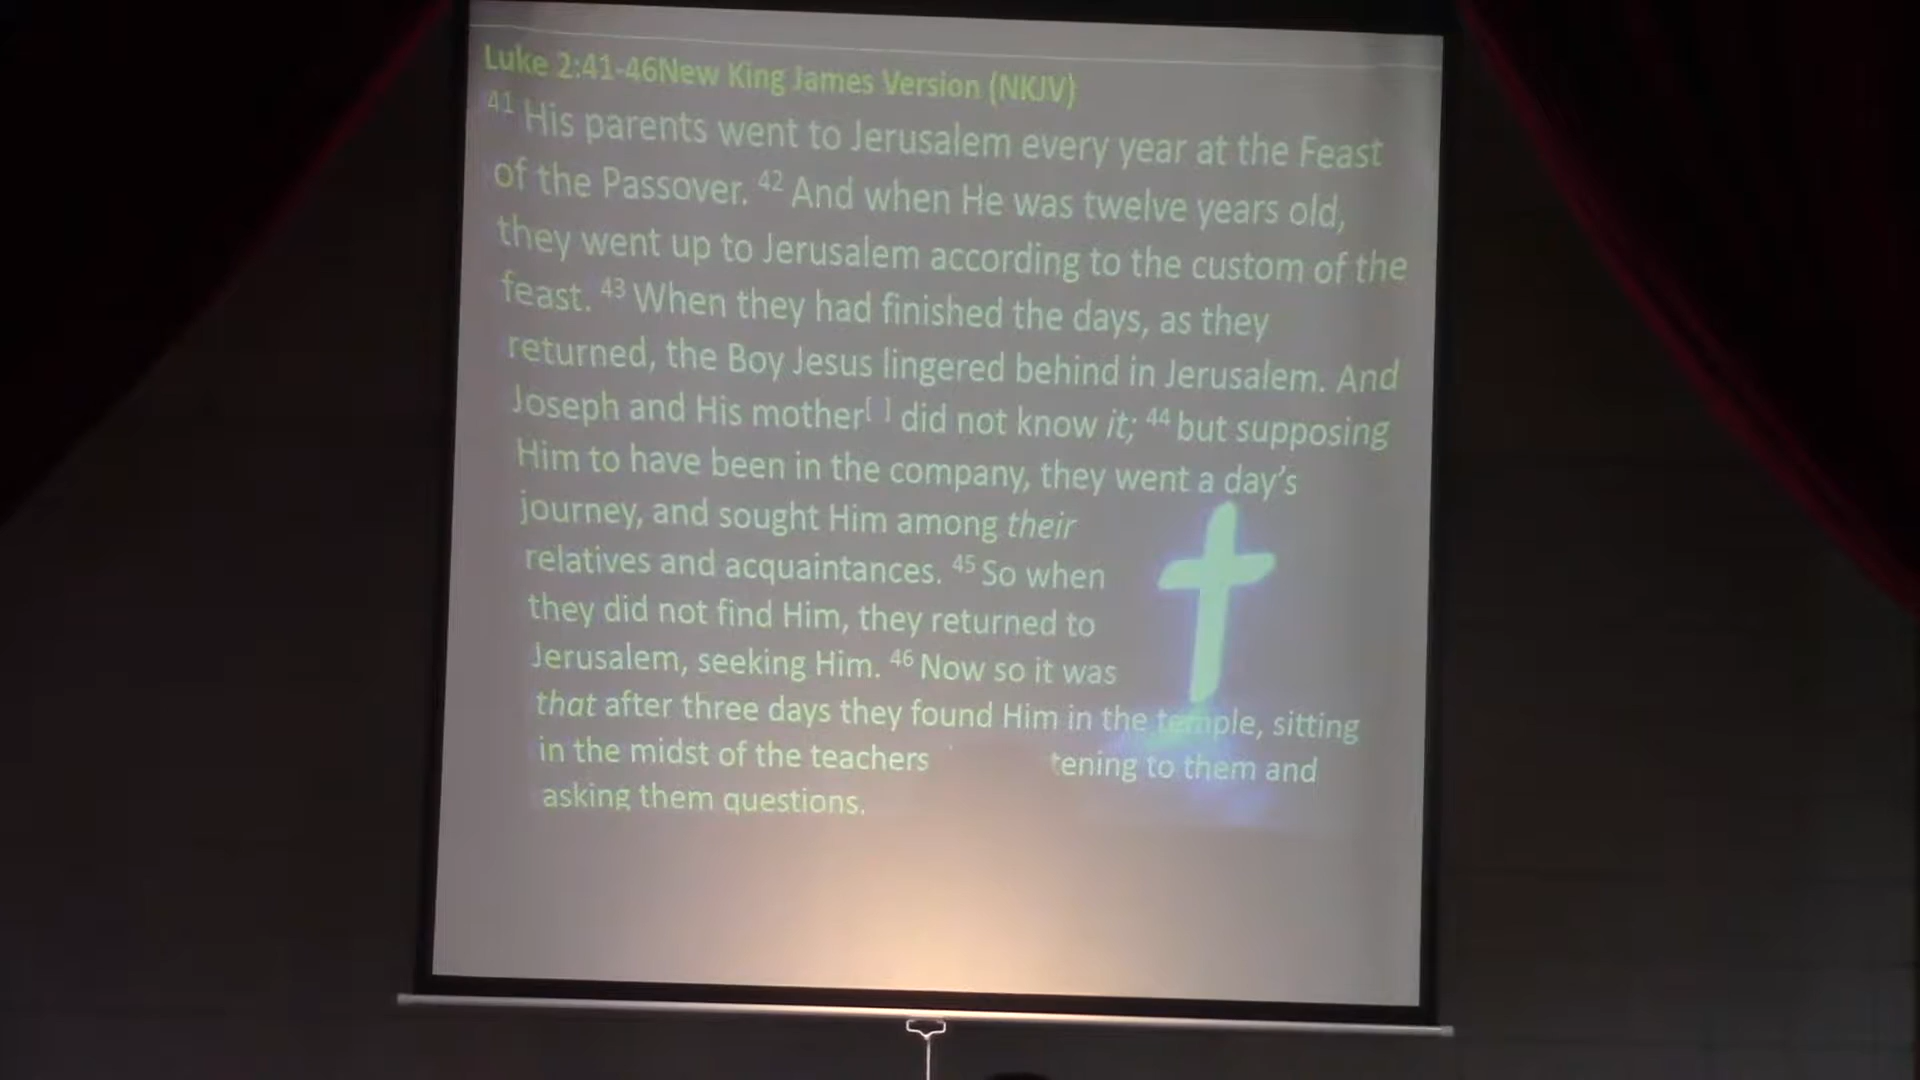 Luke 2:41-46New King James Version (NKJV)
41 His parents went to Jerusalem every year at the Feast
of the Passover. 42 And when He was twelve years old,
they went up to Jerusalem according to the custom of the
feast. 43 When they had finished the days, as they
returned, the Boy Jesus lingered behind in Jerusalem. And
Joseph and His mother[ ] did not know it; 44 but supposing
Him to have been in the company, they went a day's
journey, and sought Him among their
relatives and acquaintances. 45 So when
they did not find Him, they returned to
Jerusalem, seeking Him. 46 Now so it was
that after three days they found Him in the temple, sitting
in the midst of the teachers tening to them and
asking them questions.